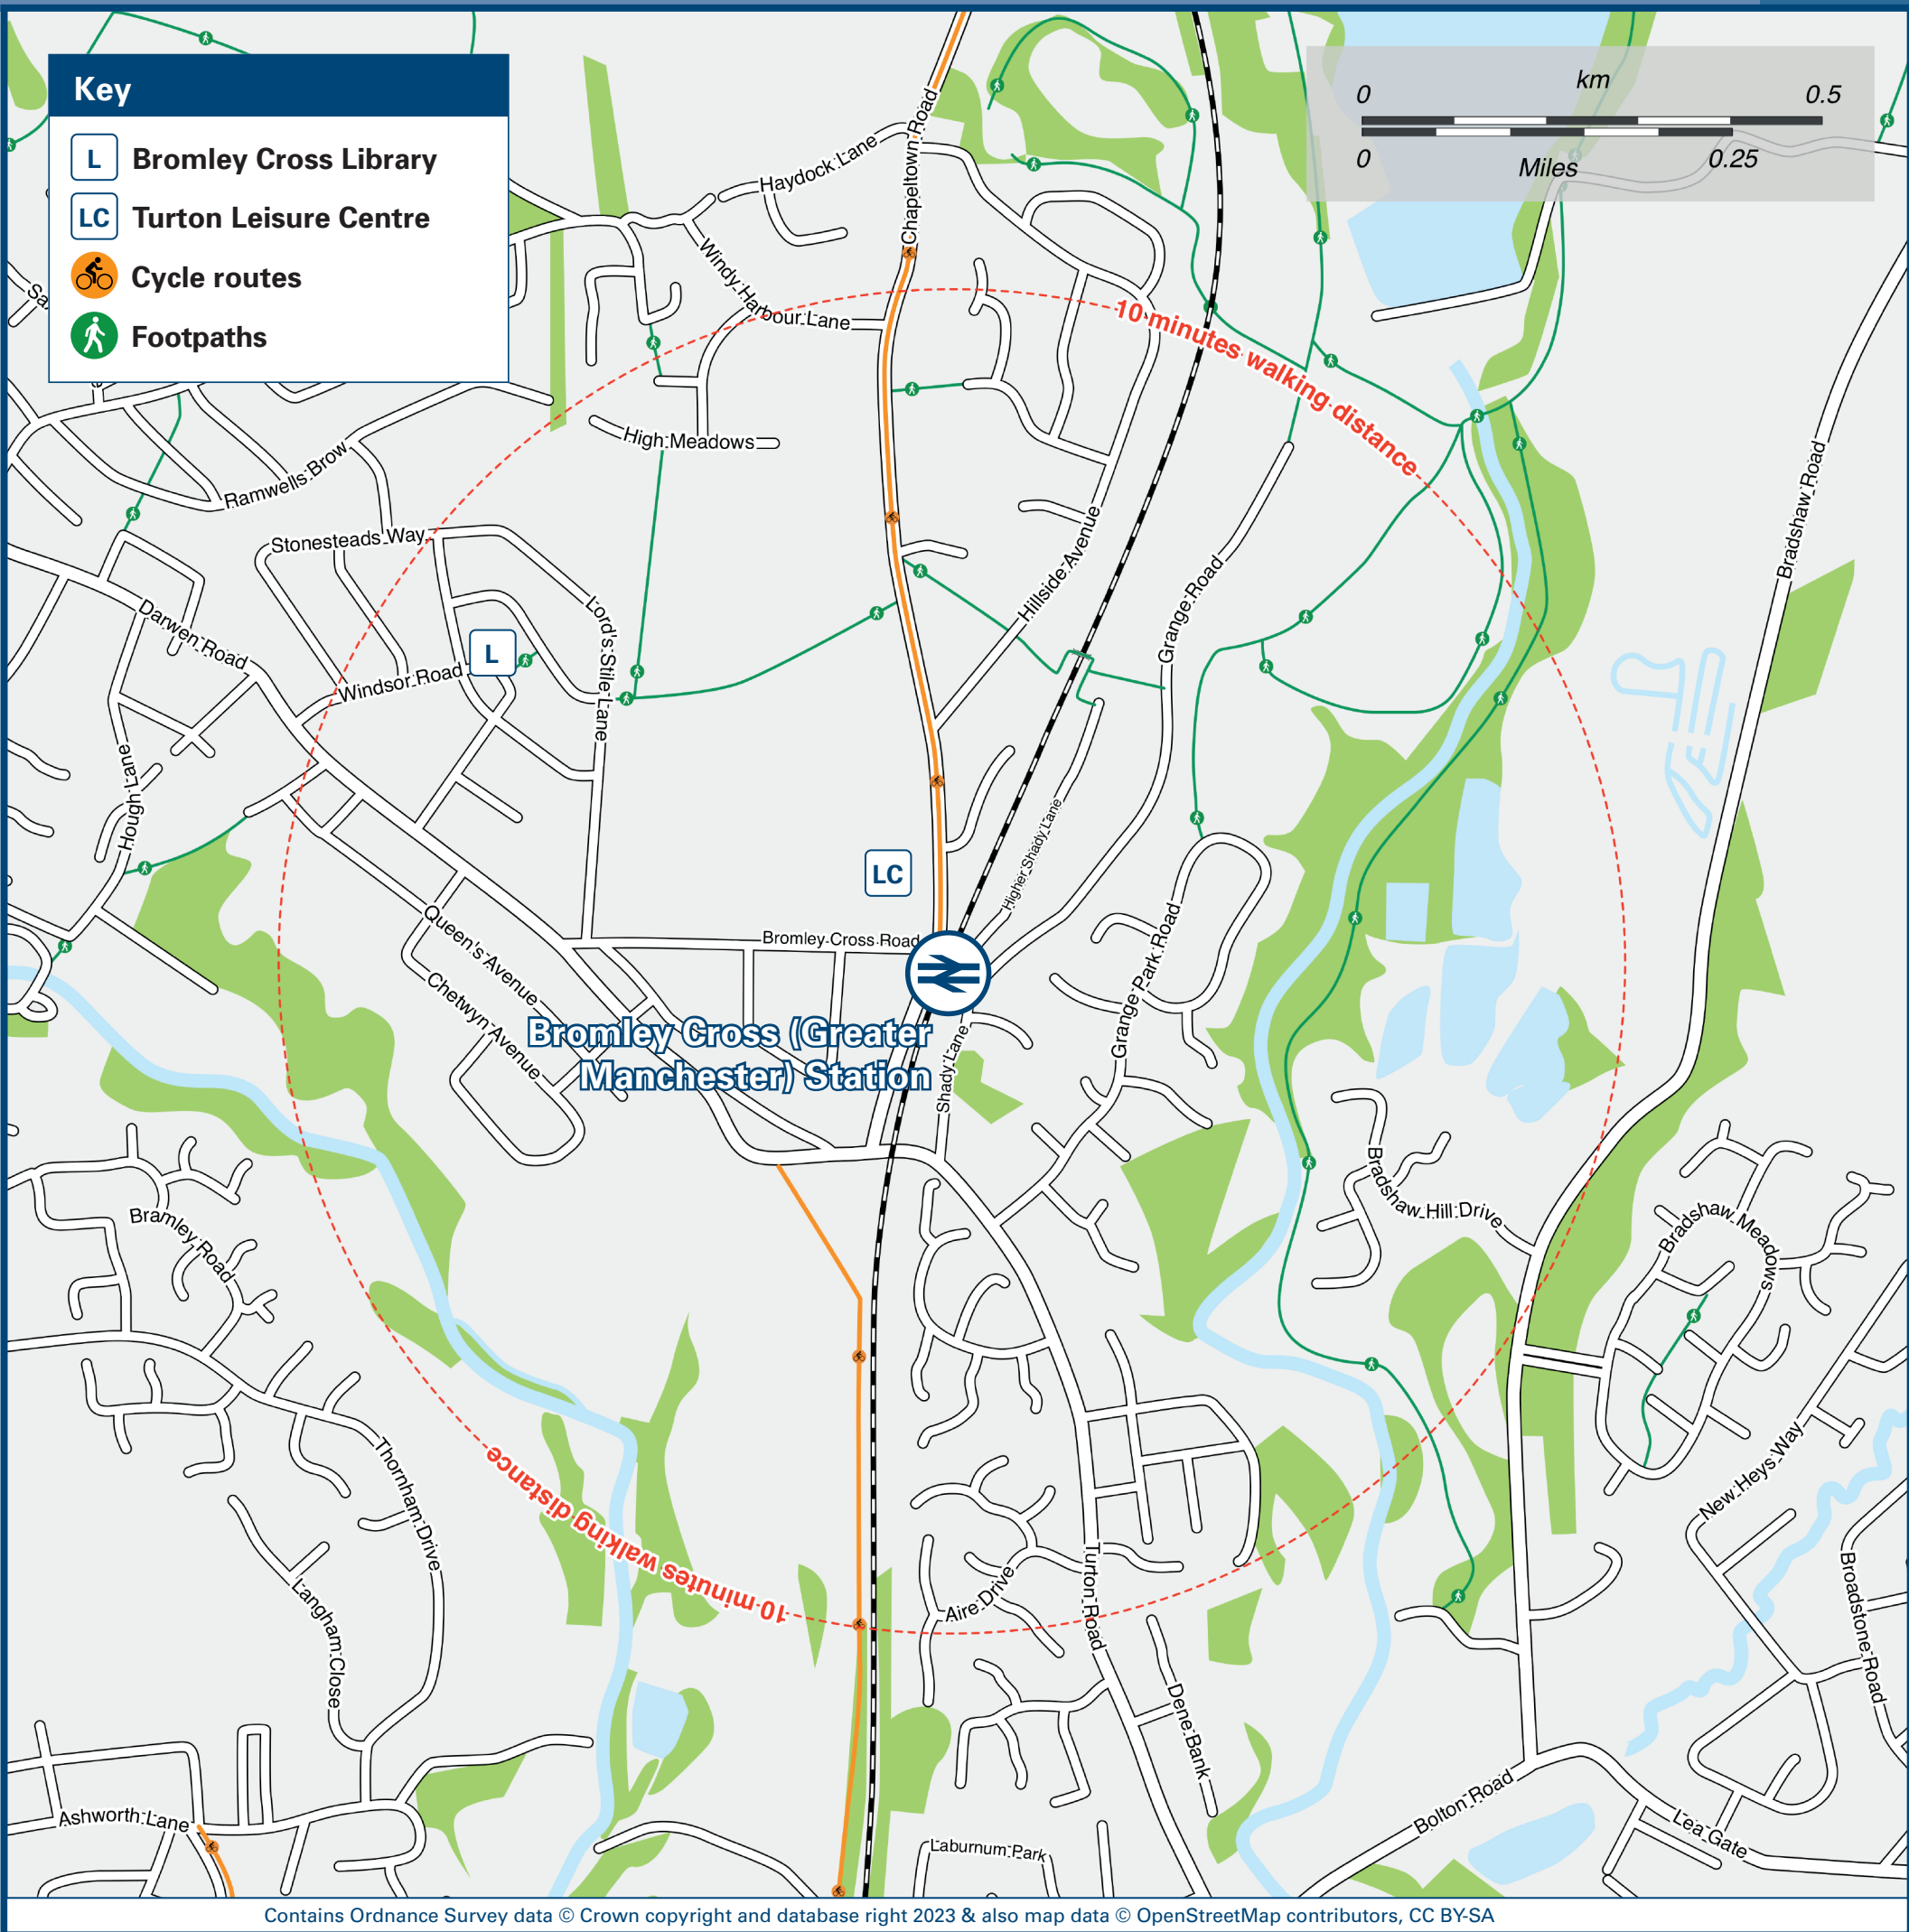 Key
L Bromley Cross Library
LC Turton Leisure Centre
Cycle routes
Footpaths
km
0 0.5
0 0.25
Miles
Chapeltown Road
Haydock Lane
Windy Harbour Lane
10 minutes walking distance
High Meadows
Ramwells Brow
Stonesteads Way
Lord's Stile Lane
Hillside Avenue
Grange Road
Bradshaw Road
Darwen Road
L
Windsor Road
Hough Lane
LC
Higher Shady Lane
Bromley Cross Road
Queen's Avenue
Chetwyn Avenue
Grange Park Road
Bromley Cross (Greater
Manchester) Station
Shady Lane
Bradshaw Hill Drive
Bradshaw Meadows
Bramley Road
Thornham Drive
10 minutes walking distance
New Heys Way
Turton Road
Aire Drive
Langham Close
Broadstone Road
Dene Bank
Bolton Road
Lea Gate
Ashworth Lane
Laburnum Park
Contains Ordnance Survey data © Crown copyright and database right 2023 & also map data © OpenStreetMap contributors, CC BY-SA